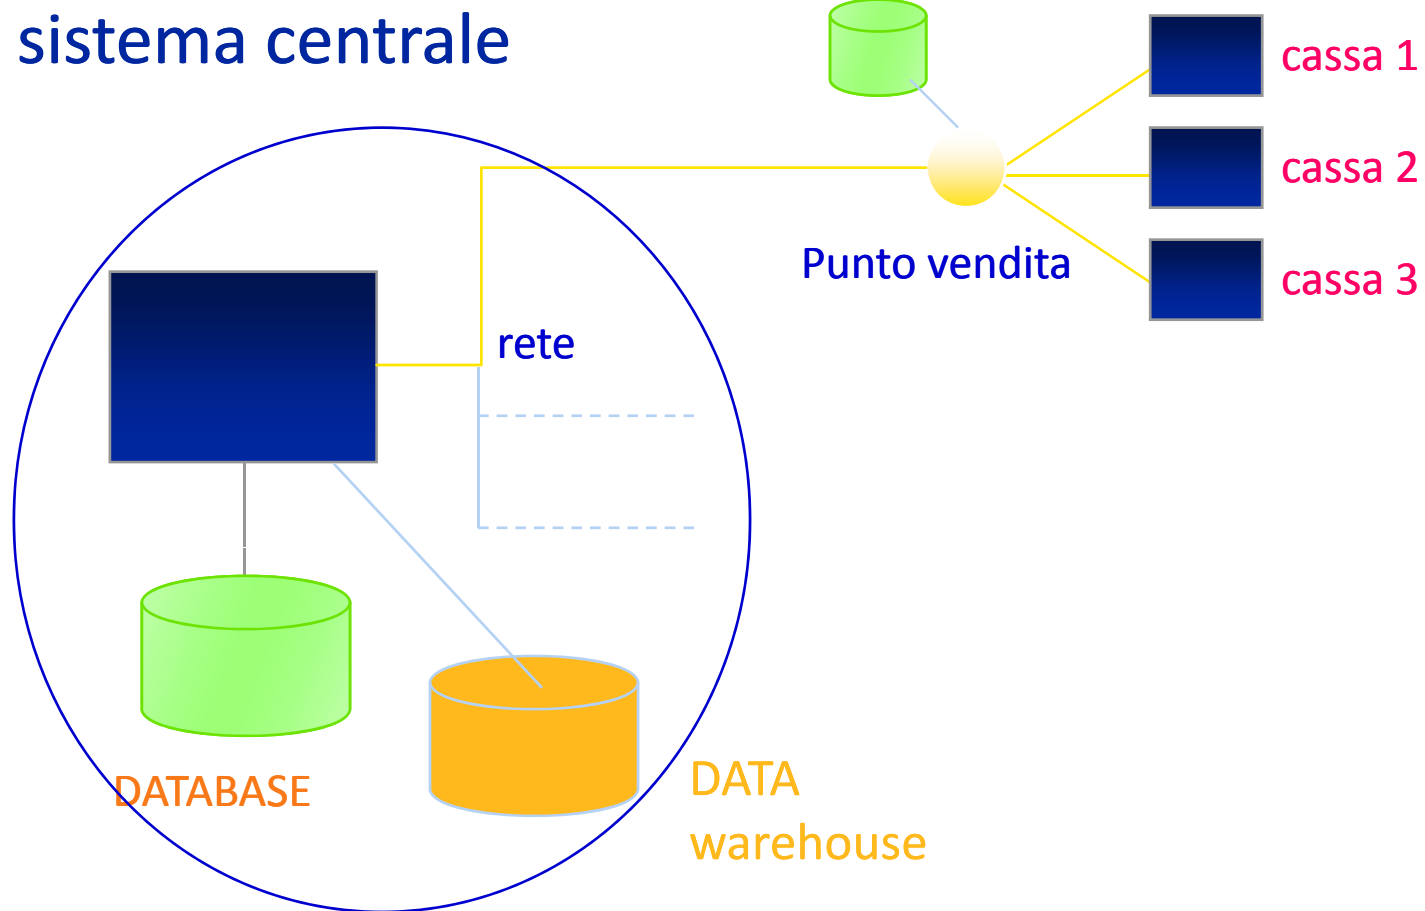 sistema centrale
cassa 1
cassa 2
Punto vendita
cassa 3
rete
DATABASE
DATA
warehouse